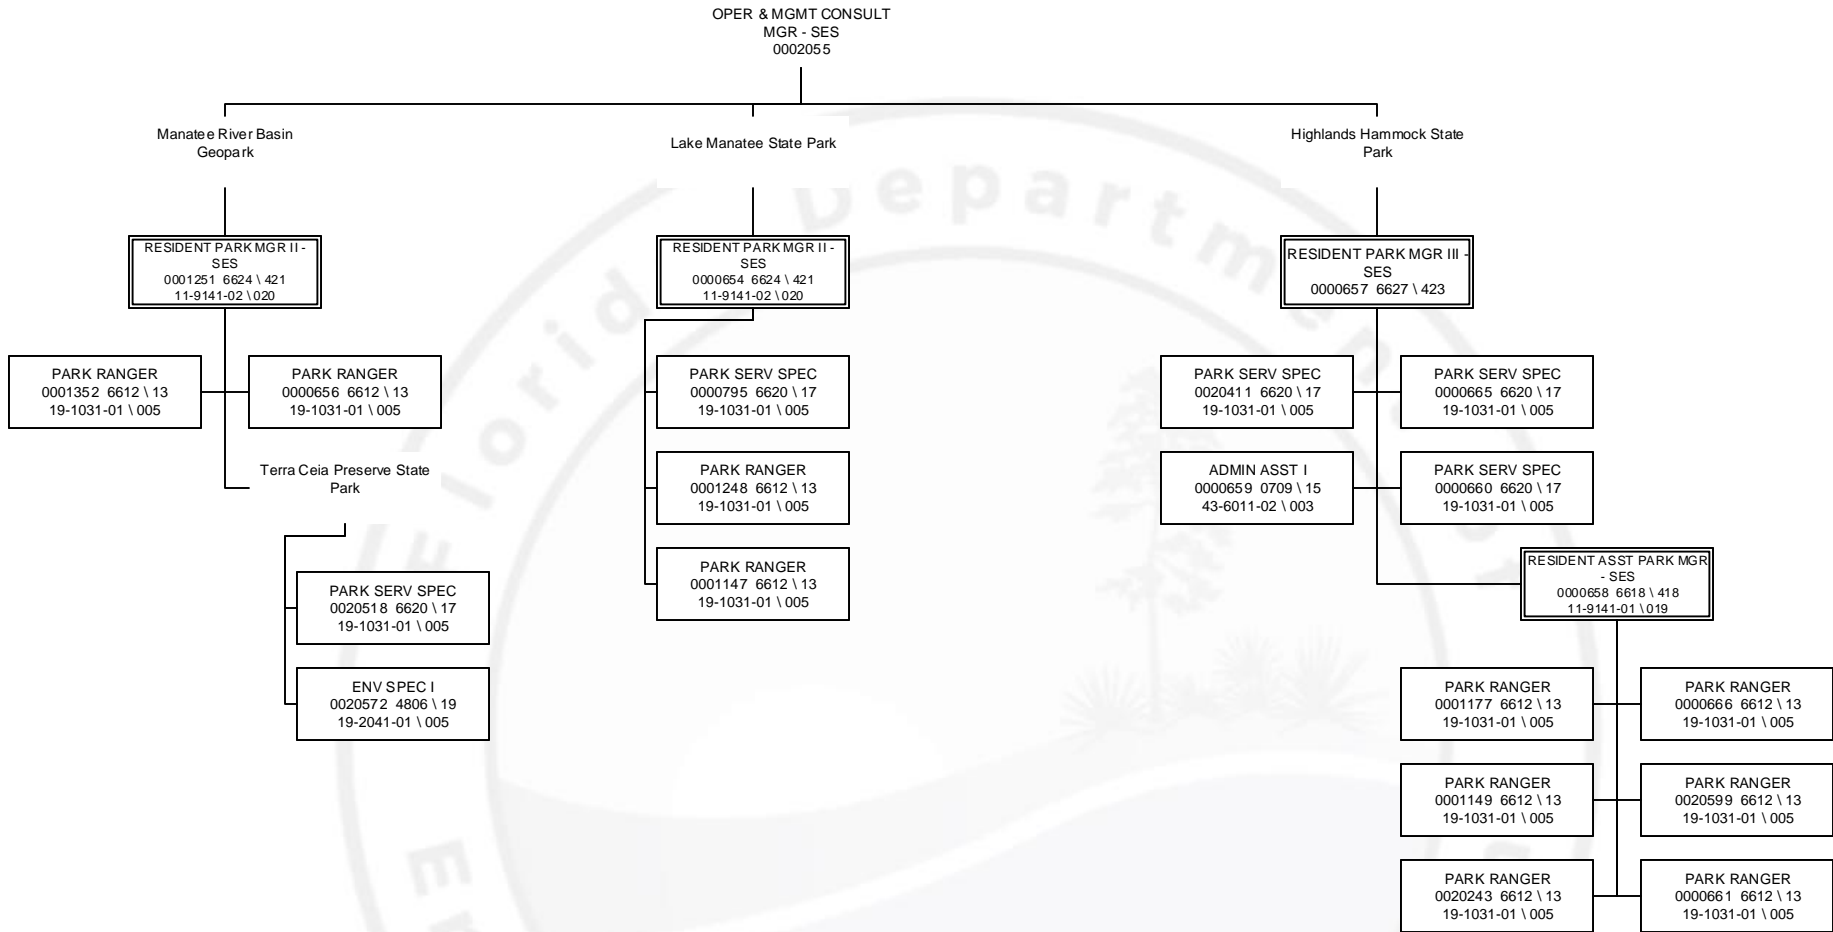 OPER & MGMT CONSULT
MGR - SES
0002055
Manatee River Basin
Geopark
Lake Manatee State Park
Highlands Hammock State
Park
RESIDENT PARK MGR II -
SES
0001251 6624 \ 421
11-9141-02 \ 020
RESIDENT PARK MGR II -
SES
0000654 6624 \ 421
11-9141-02 \ 020
RESIDENT PARK MGR III -
SES
0000657 6627 \ 423
PARK RANGER
0001352 6612 \ 13
19-1031-01 \ 005
PARK RANGER
0000656 6612 \ 13
19-1031-01 \ 005
PARK SERV SPEC
0000795 6620 \ 17
19-1031-01 \ 005
PARK SERV SPEC
0020411 6620 \ 17
19-1031-01 \ 005
PARK SERV SPEC
0000665 6620 \ 17
19-1031-01 \ 005
Terra Ceia Preserve State
Park
PARK RANGER
0001248 6612 \ 13
19-1031-01 \ 005
ADMIN ASST I
0000659 0709 \ 15
43-6011-02 \ 003
PARK SERV SPEC
0000660 6620 \ 17
19-1031-01 \ 005
PARK SERV SPEC
0020518 6620 \ 17
19-1031-01 \ 005
PARK RANGER
0001147 6612 \ 13
19-1031-01 \ 005
RESIDENT ASST PARK MGR
- SES
0000658 6618 \ 418
11-9141-01 \ 019
ENV SPEC I
0020572 4806 \ 19
19-2041-01 \ 005
PARK RANGER
0001177 6612 \ 13
19-1031-01 \ 005
PARK RANGER
0000666 6612 \ 13
19-1031-01 \ 005
PARK RANGER
0001149 6612 \ 13
19-1031-01 \ 005
PARK RANGER
0020599 6612 \ 13
19-1031-01 \ 005
PARK RANGER
0020243 6612 \ 13
19-1031-01 \ 005
PARK RANGER
0000661 6612 \ 13
19-1031-01 \ 005
Florid Department